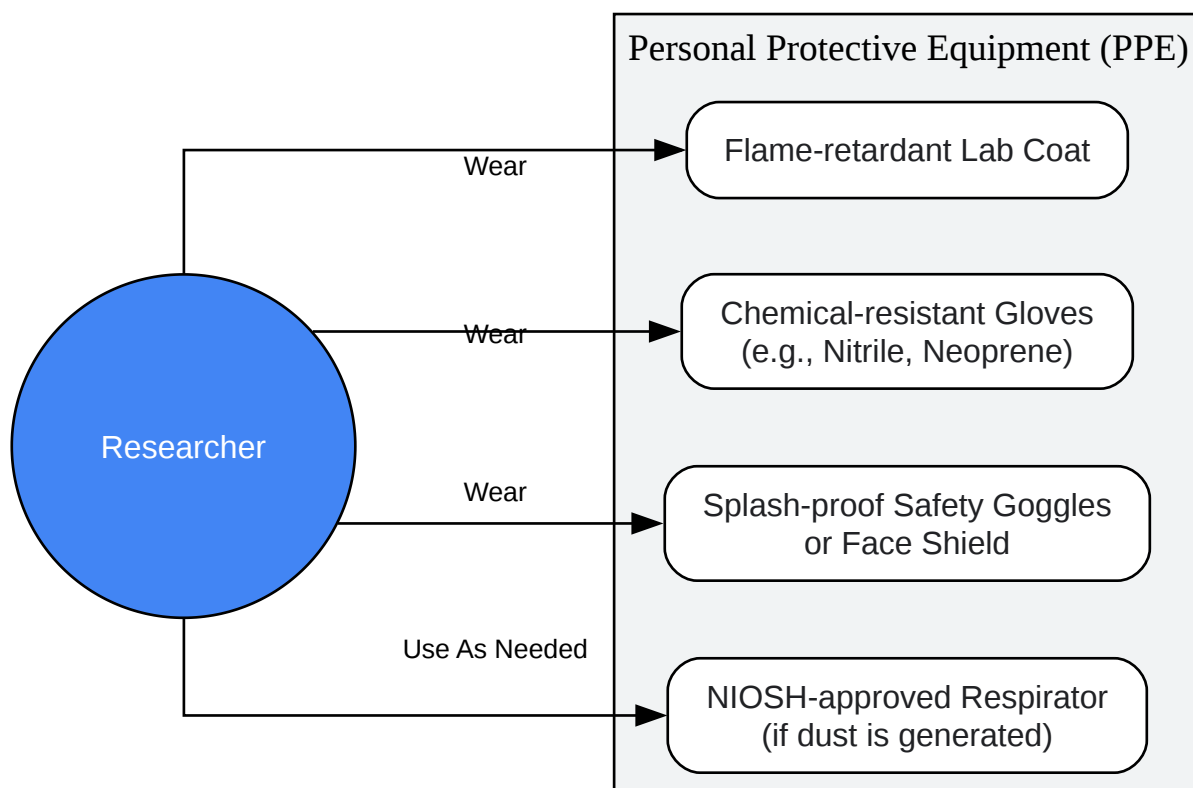 Personal Protective Equipment (PPE)
Wear
Flame-retardant Lab Coat
Wear
Chemical-resistant Gloves
(e.g., Nitrile, Neoprene)
Researcher
Wear
Splash-proof Safety Goggles
or Face Shield
Use As Needed
NIOSH-approved Respirator
(if dust is generated)